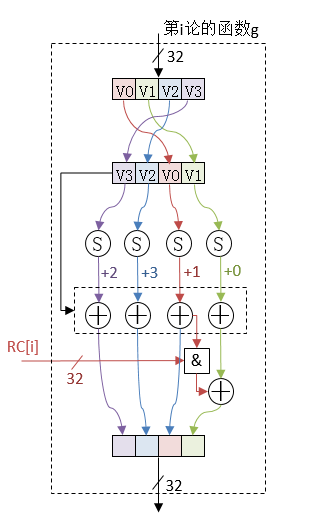 第i论的函数g
32
V0 V1 V2 V3
V3 V2 V0 V1
S S S S
+2 +3 +1 +0
RC[i]
&
32
32